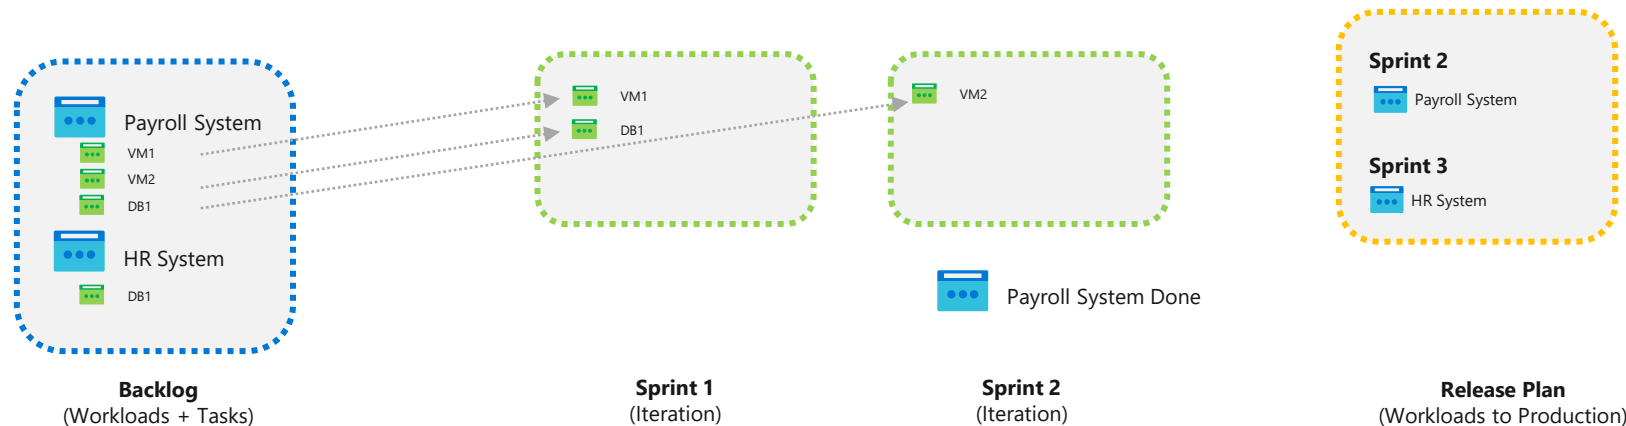 Payroll System
VM1
VM2
DB1
HR System
DB1
Backlog
(Workloads + Tasks)
VM1
DB1
Sprint 1
(Iteration)
VM2
Payroll System Done
Sprint 2
(Iteration)
Sprint 2
Payroll System
Sprint 3
HR System
Release Plan
(Workloads to Production)